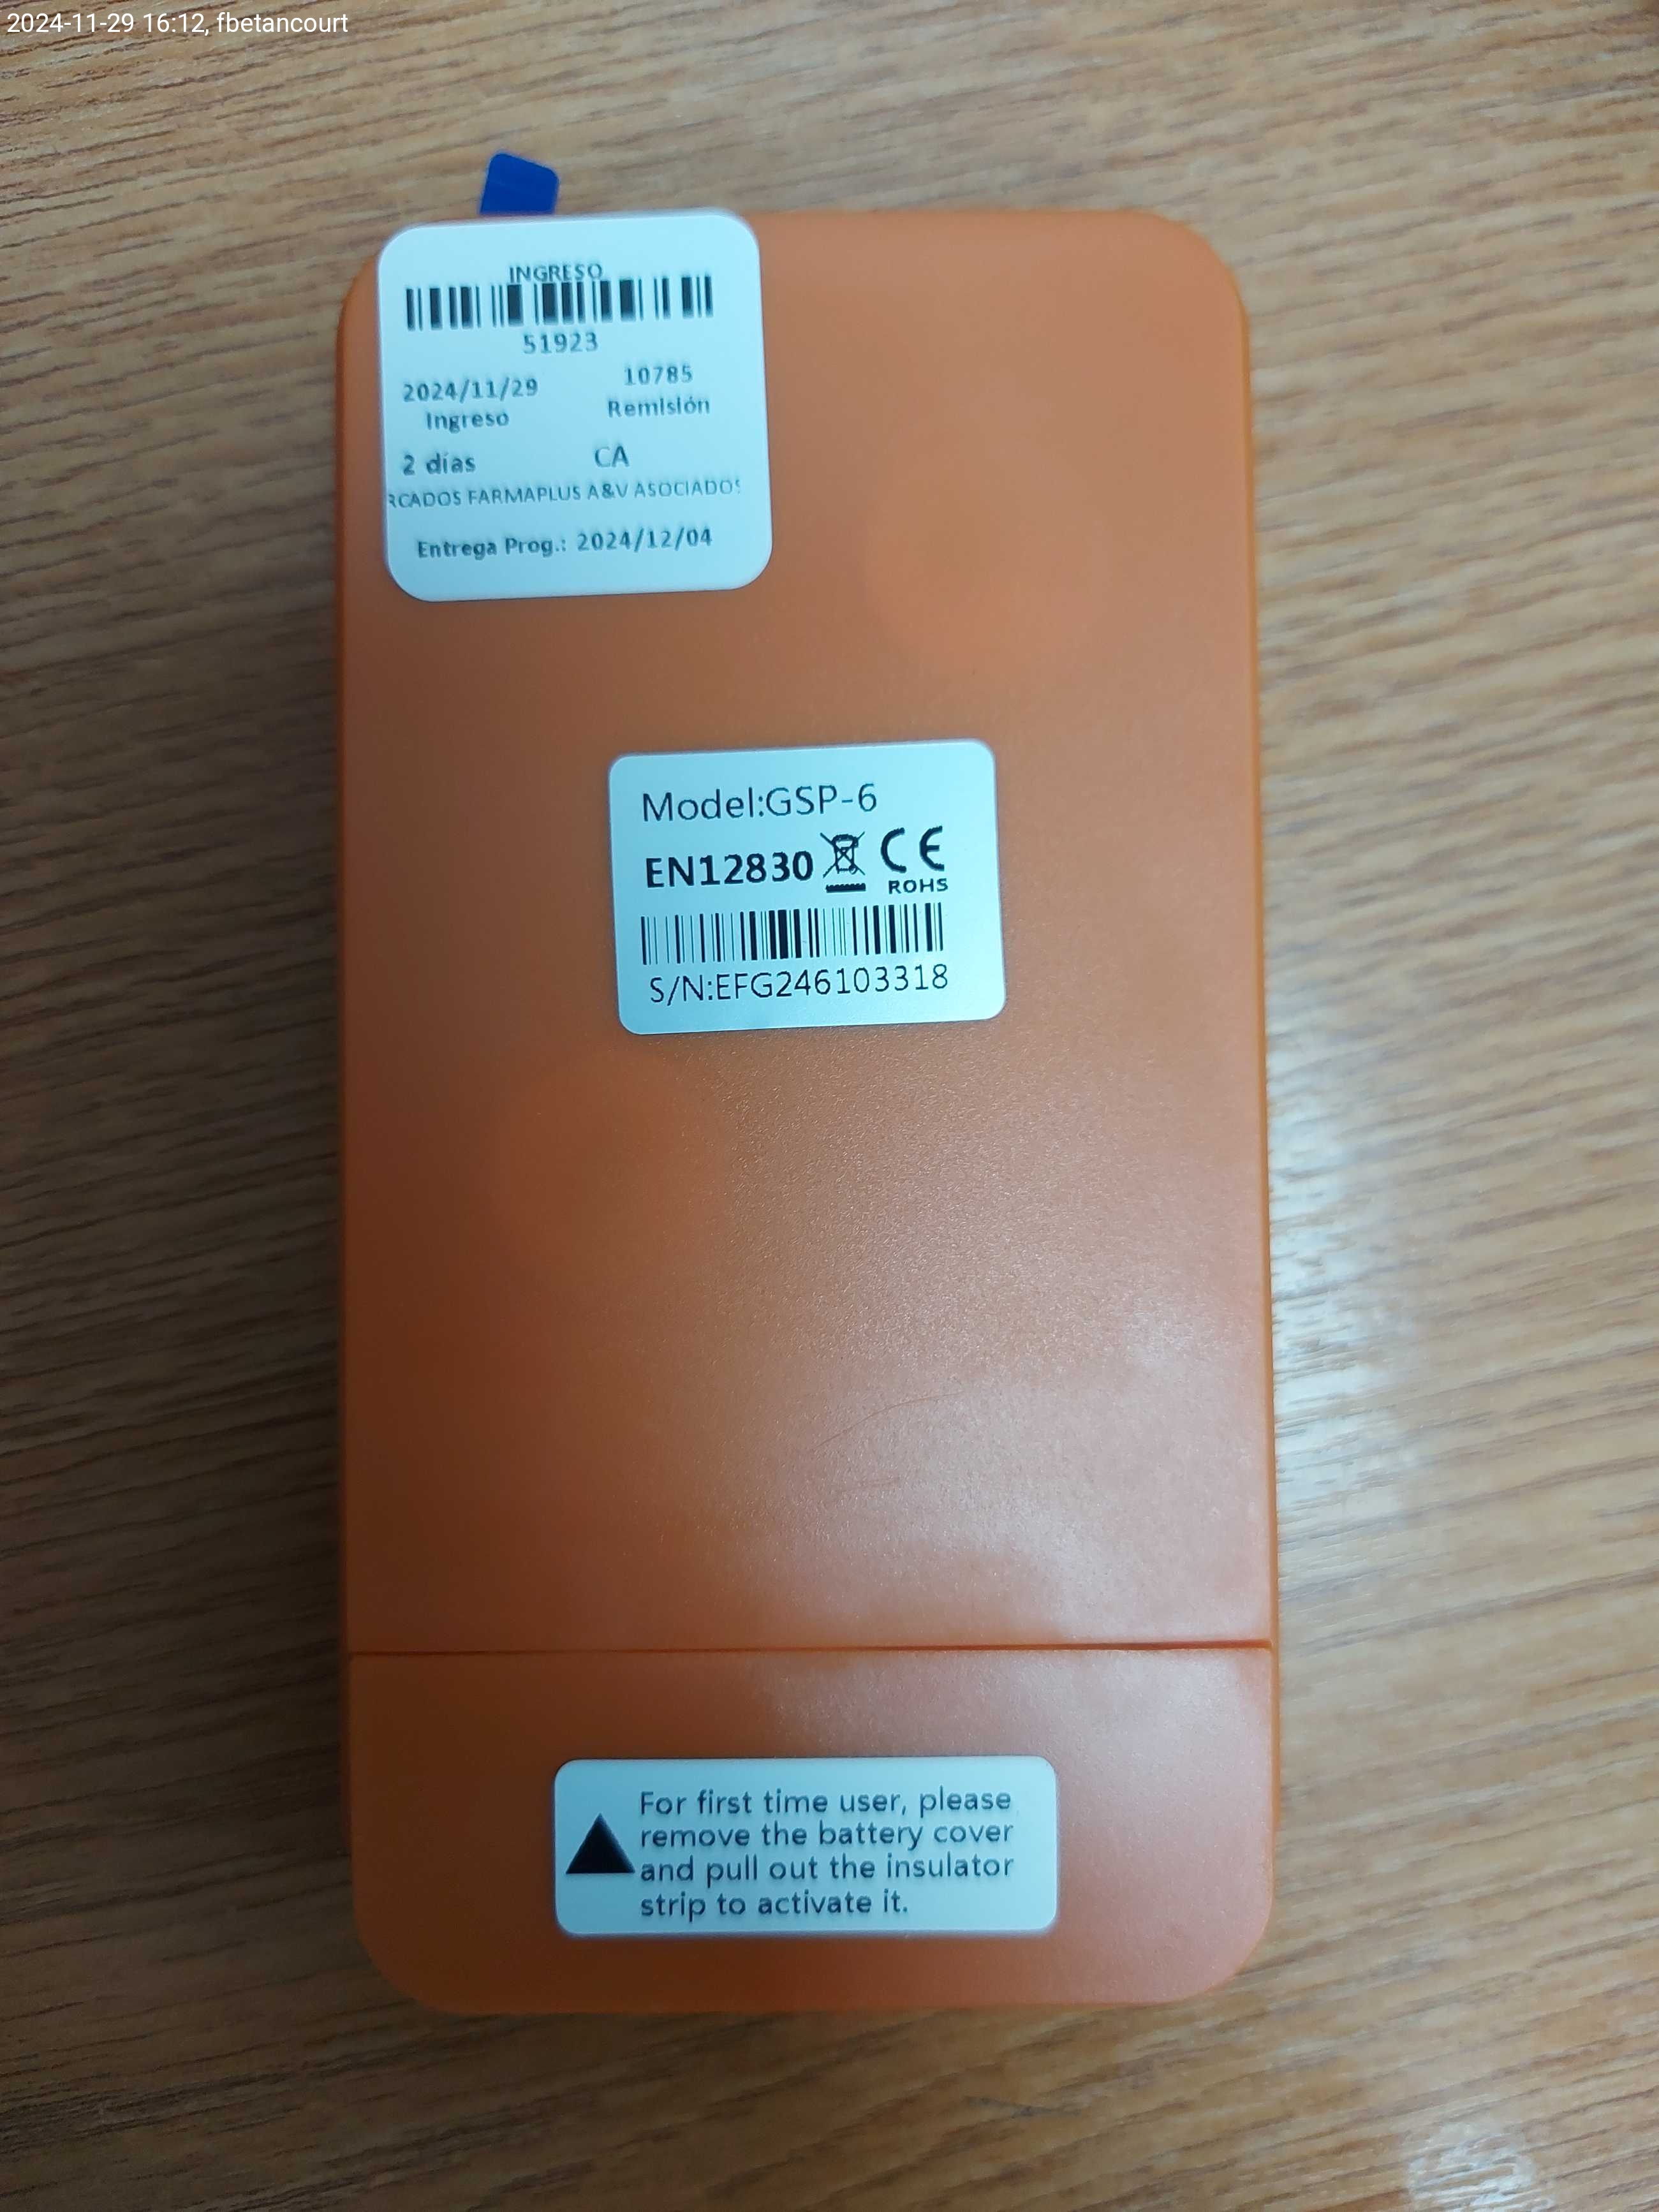 2024-11-29 16:12, fbetancourt
INGRESO
51923
2024/11/29 10785
Ingreso Remisión
2 días CA
RCADOS FARMAPLUS A&V ASOCIADOS
Entrega Prog.: 2024/12/04
Model:GSP-6
EN12830 CE
ROHS
S/N:EFG246103318
For first time user, please
remove the battery cover
and pull out the insulator
strip to activate it.